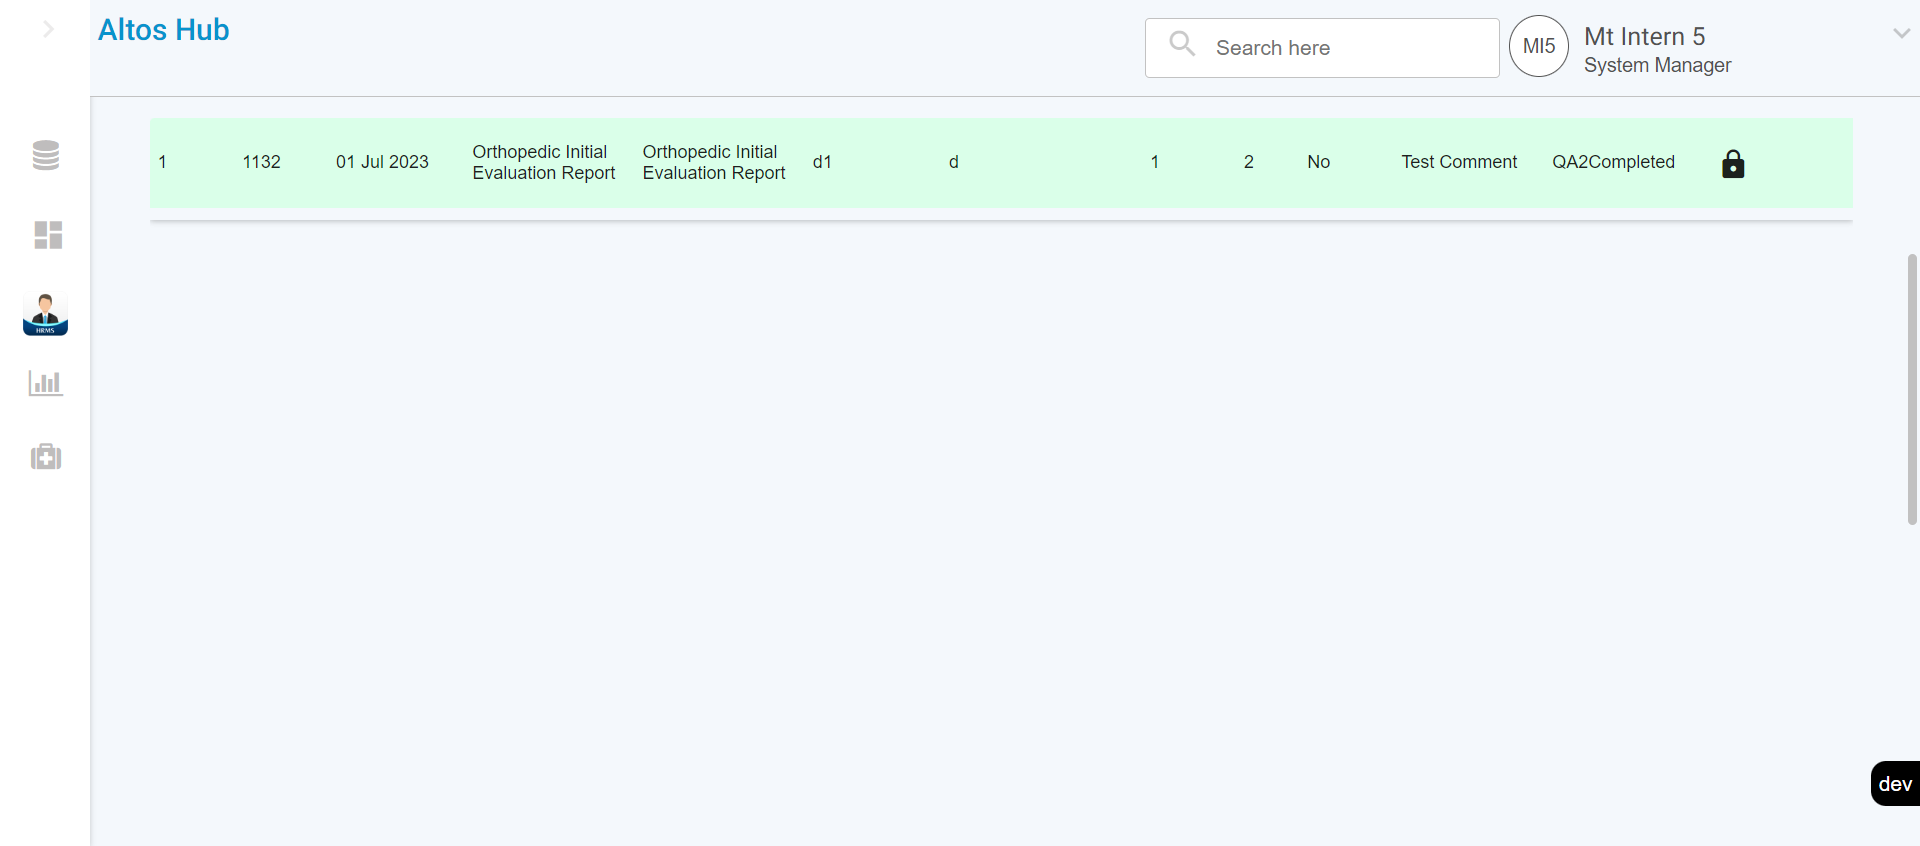 Altos Hub
Search here
MI5
Mt Intern 5
System Manager
1 1132 01 Jul 2023 Orthopedic Initial Evaluation Report Orthopedic Initial Evaluation Report d1 d 1 2 No Test Comment QA2Completed
HRMS
dev